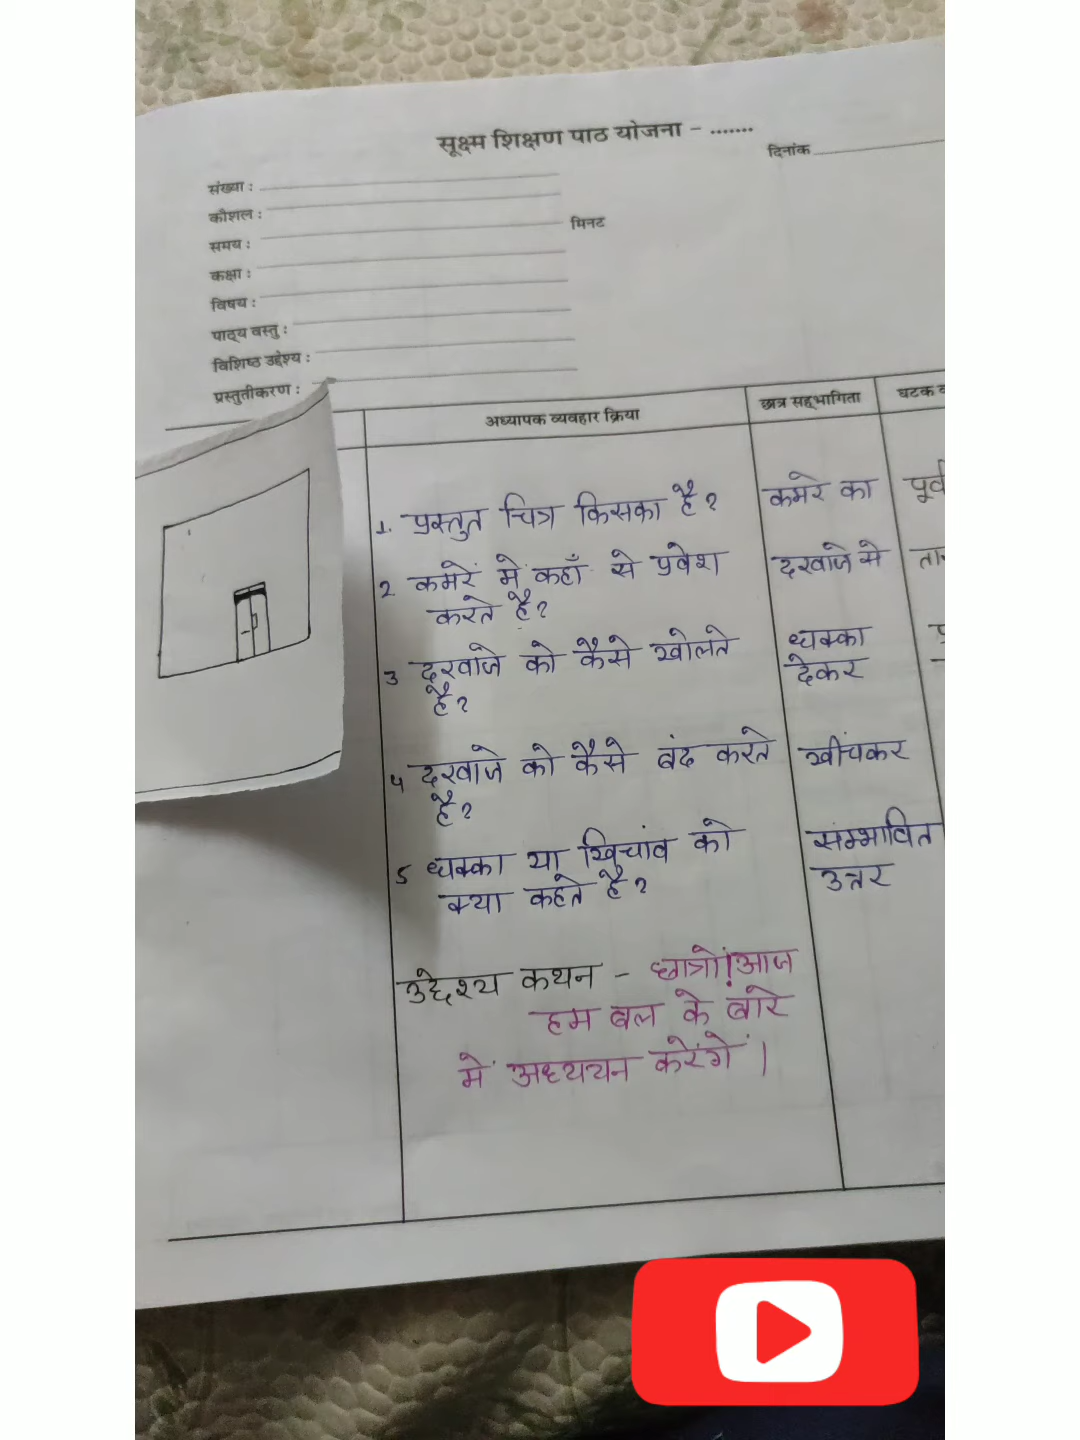 सूक्ष्म शिक्षण पाठ योजना - .......
दिनांक
संख्या :
कौशल :
समय : मिनट
कक्षा :
विषय :
पाठ्य वस्तु :
विशिष्ठ उद्देश्य :
प्रस्तुतीकरण :
अध्यापक व्यवहार क्रिया छात्र सहभागिता घटक
1. प्रस्तुत चित्र किसका है? कमरे का
2 कमरें में कहाँ से प्रवेश दरवाजे से
करते है?
3 दरवाजे को कैसे खोलते धक्का
है? देकर
4 दरवाजे को कैसे बंद करते खींचकर
है?
5 धक्का या खिचांव को सम्भावित
क्या कहते है? उत्तर
उद्देश्य कथन - छात्रो! आज
हम बल के बारे
में अध्ययन करेंगें।